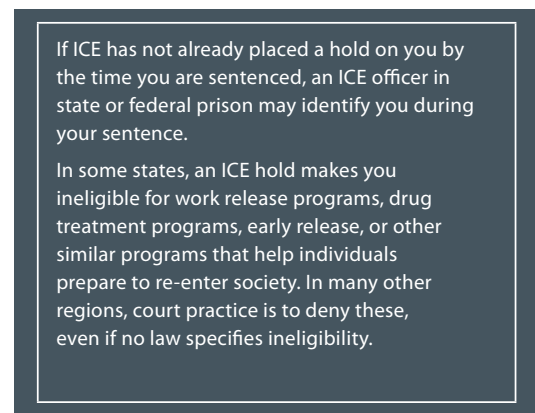 If ICE has not already placed a hold on you by
the time you are sentenced, an ICE officer in
state or federal prison may identify you during
your sentence.
In some states, an ICE hold makes you
ineligible for work release programs, drug
treatment programs, early release, or other
similar programs that help individuals
prepare to re-enter society. In many other
regions, court practice is to deny these,
even if no law specifies ineligibility.